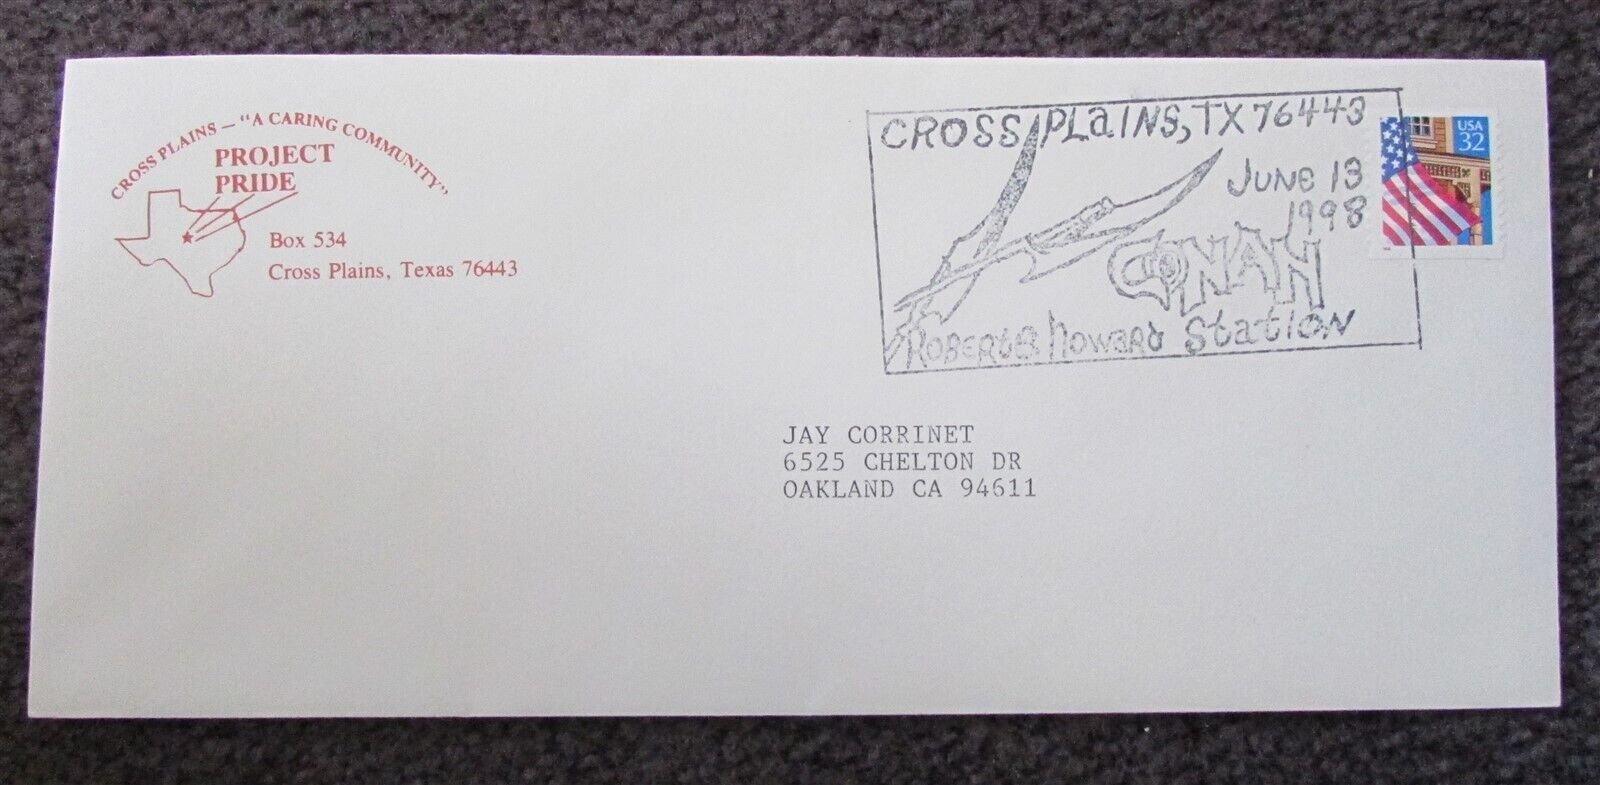 CROSS PLAINS – "A CARING COMMUNITY"
PROJECT
PRIDE
Box 534
Cross Plains, Texas 76443
CROSS PLAINS, TX 76443
JUNE 13
1998
CONAN
ROBERT E. HOWARD STATION
USA
32
JAY CORRINET
6525 CHELTON DR
OAKLAND CA 94611